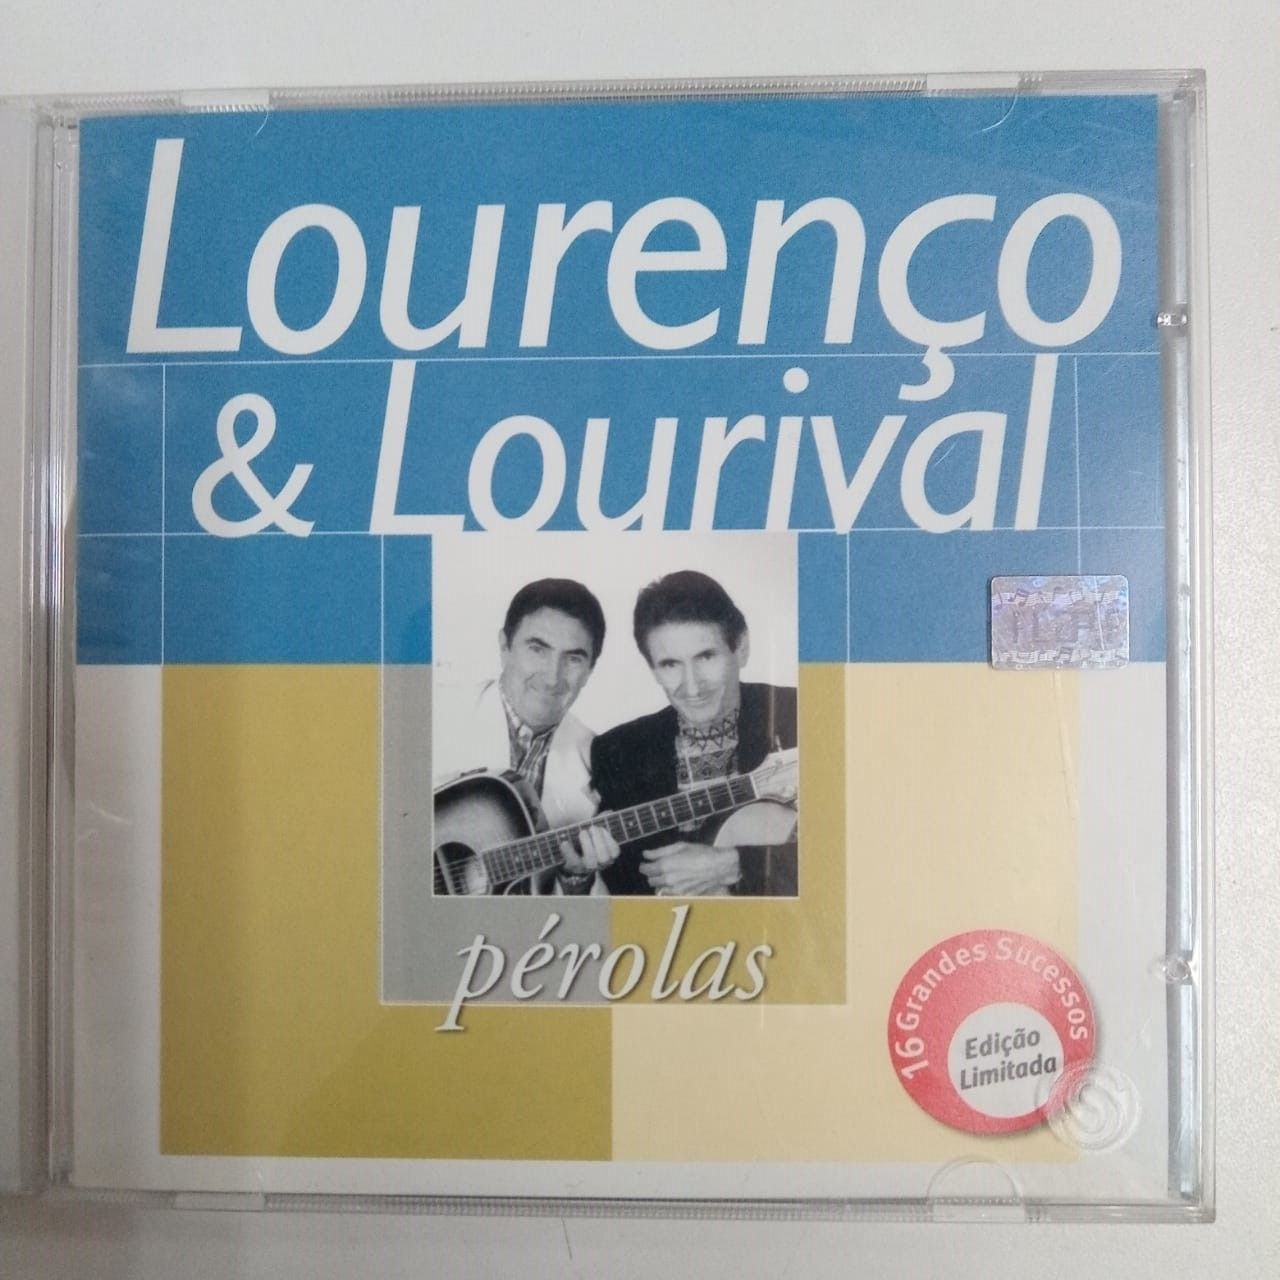 Lourenço
& Lourival
pérolas
16 Grandes Sucessos
Edição
Limitada